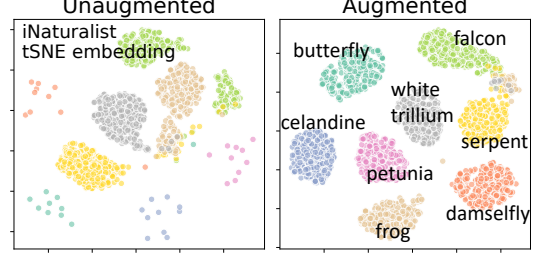 Unaugmented
Augmented
iNaturalist
tSNE embedding
butterfly
falcon
white
trillium
celandine
serpent
petunia
damselfly
frog